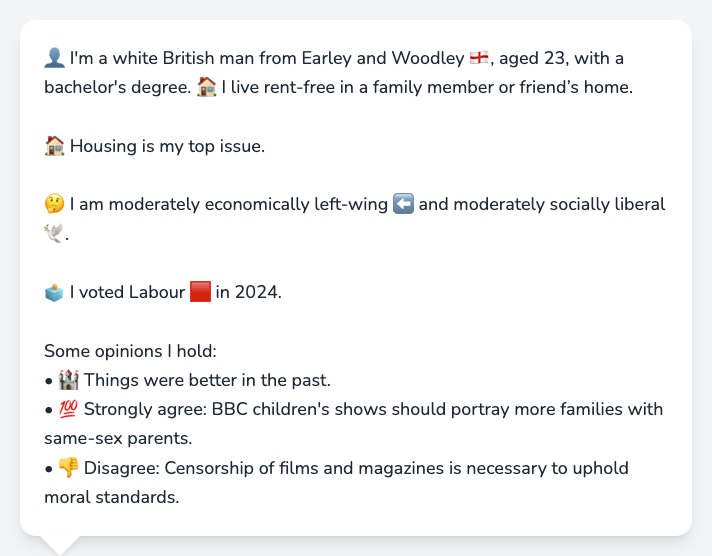 👤 I'm a white British man from Earley and Woodley 🏴󠁧󠁢󠁥󠁮󠁧󠁿, aged 23, with a
bachelor's degree. 🏠 I live rent-free in a family member or friend’s home.
🏠 Housing is my top issue.
🤔 I am moderately economically left-wing ⬅️ and moderately socially liberal
🕊️.
🗳️ I voted Labour 🟥 in 2024.
Some opinions I hold:
• 🏰 Things were better in the past.
• 💯 Strongly agree: BBC children's shows should portray more families with
same-sex parents.
• 👎 Disagree: Censorship of films and magazines is necessary to uphold
moral standards.